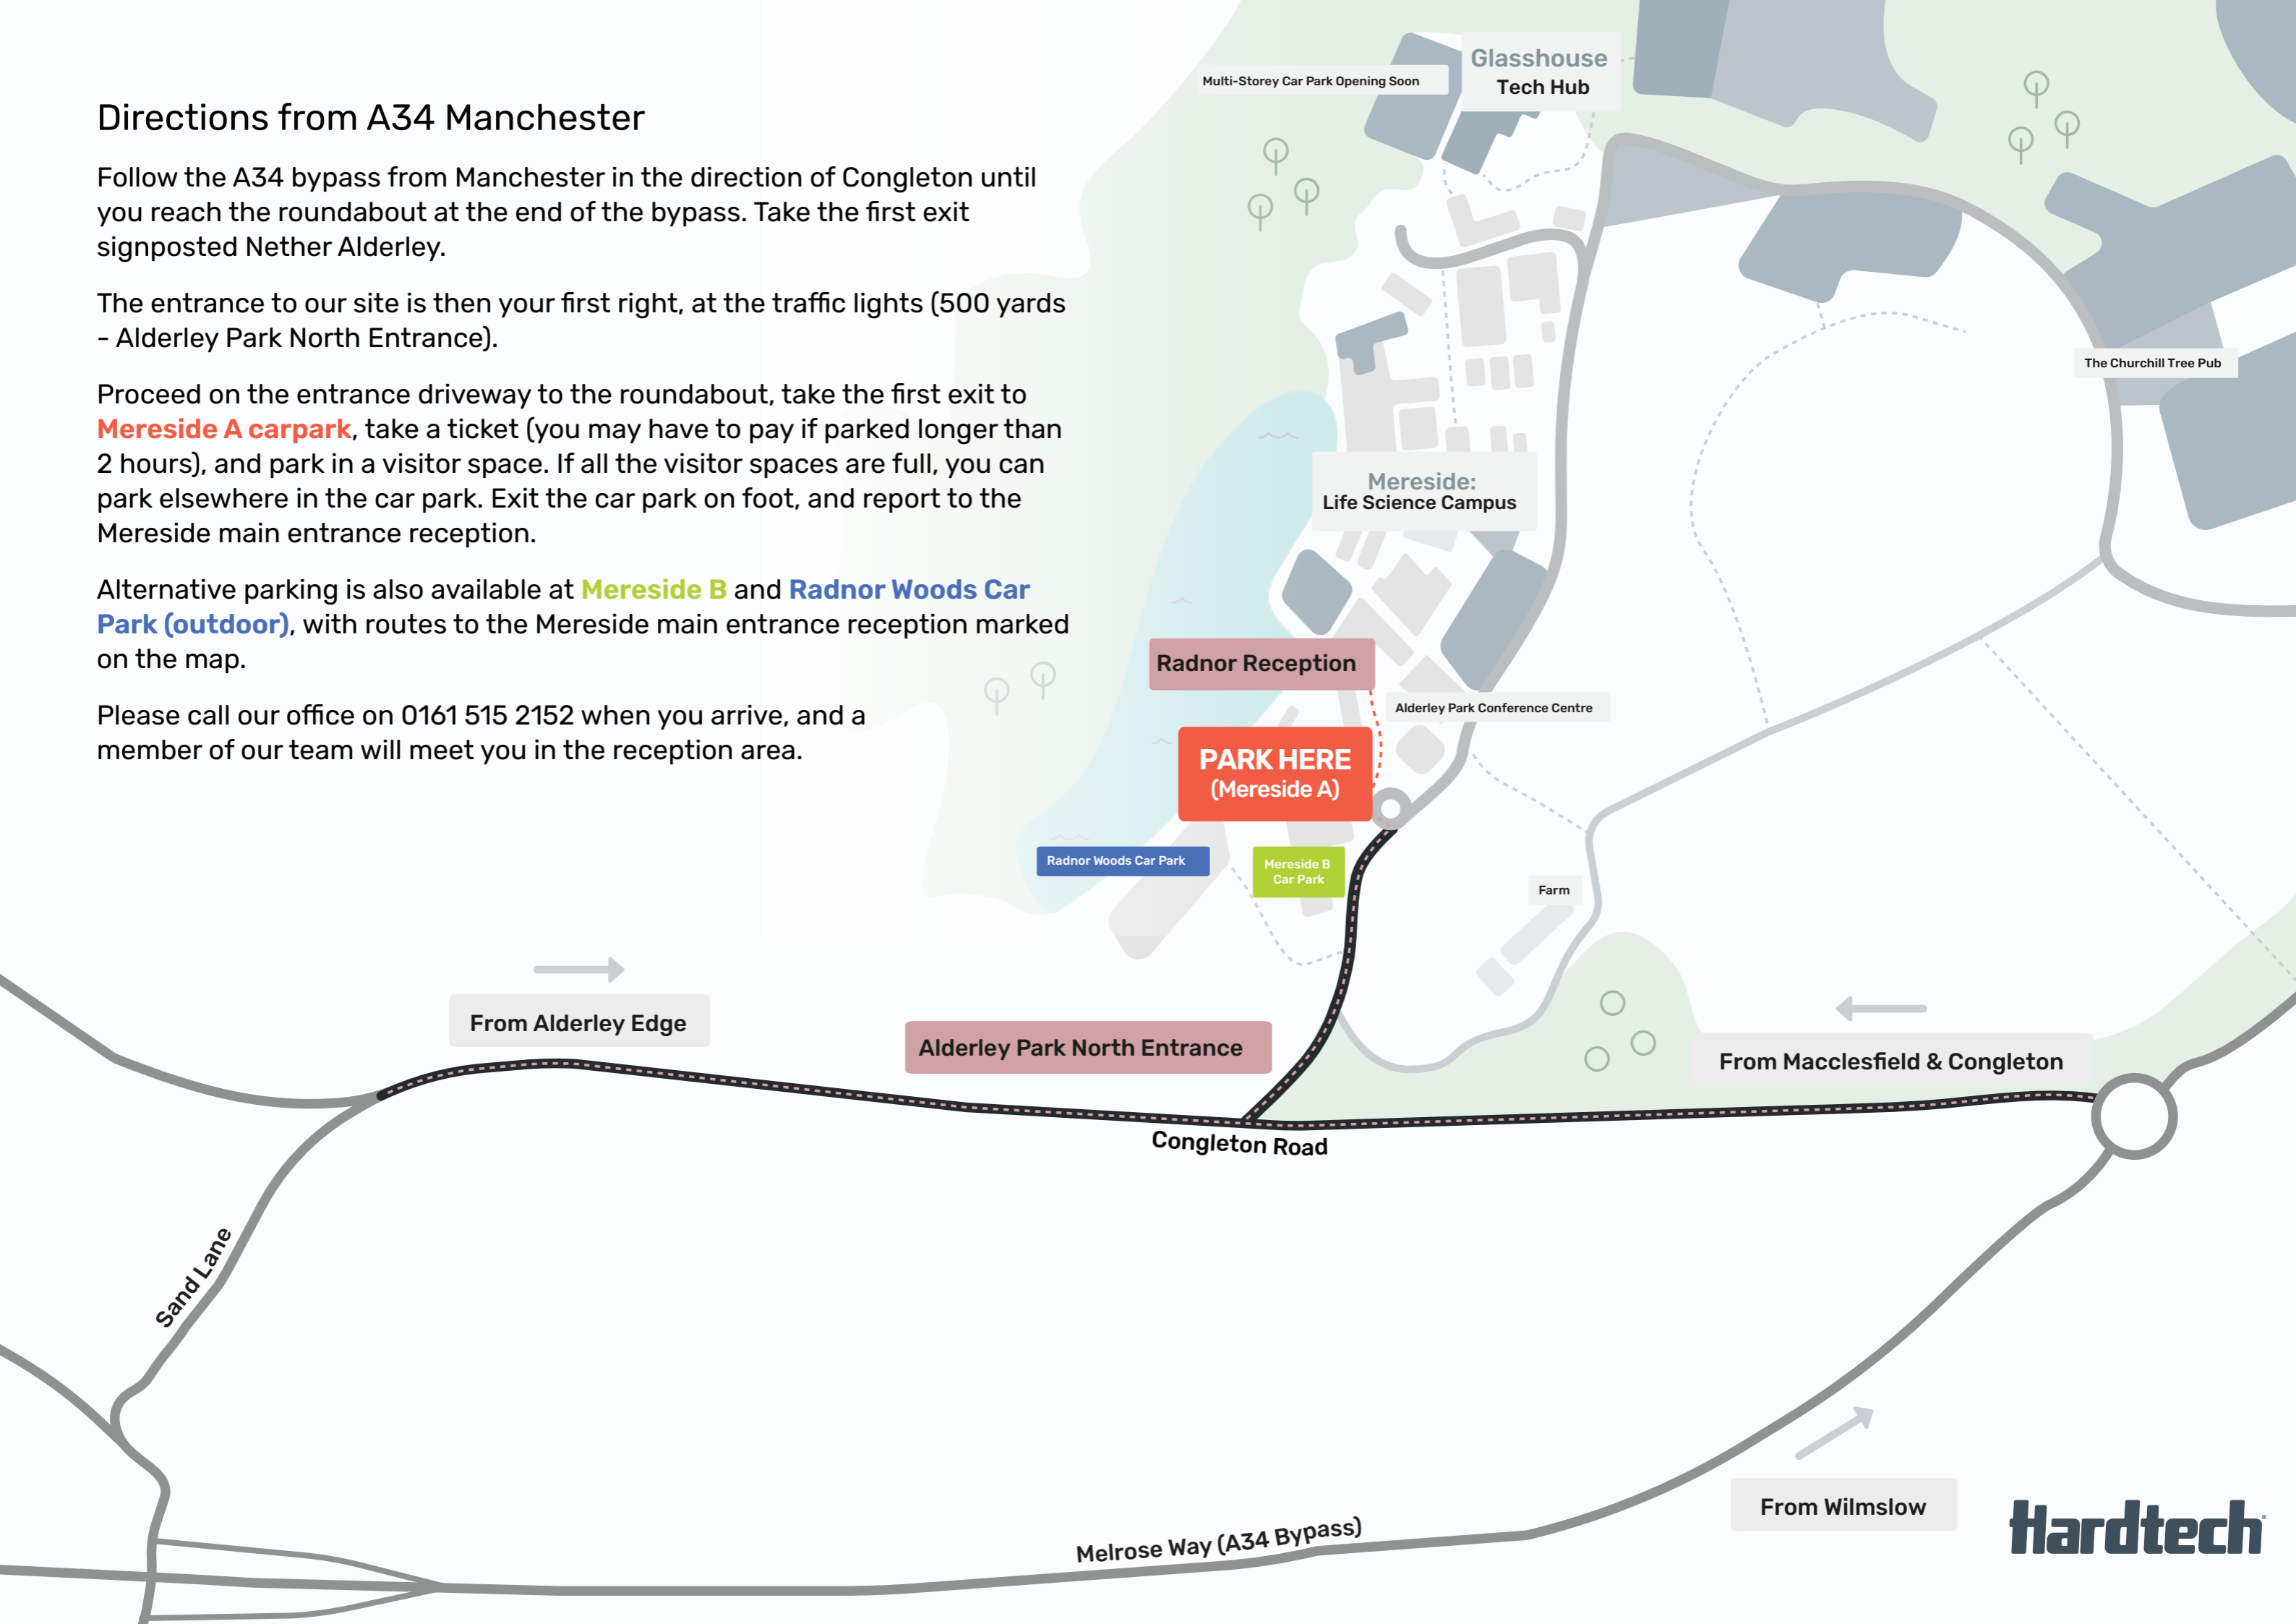 Directions from A34 Manchester
Follow the A34 bypass from Manchester in the direction of Congleton until
you reach the roundabout at the end of the bypass. Take the first exit
signposted Nether Alderley.
The entrance to our site is then your first right, at the traffic lights (500 yards
- Alderley Park North Entrance).
Proceed on the entrance driveway to the roundabout, take the first exit to
Mereside A carpark, take a ticket (you may have to pay if parked longer than
2 hours), and park in a visitor space. If all the visitor spaces are full, you can
park elsewhere in the car park. Exit the car park on foot, and report to the
Mereside main entrance reception.
Alternative parking is also available at Mereside B and Radnor Woods Car
Park (outdoor), with routes to the Mereside main entrance reception marked
on the map.
Please call our office on 0161 515 2152 when you arrive, and a
member of our team will meet you in the reception area.
Multi-Storey Car Park Opening Soon
Glasshouse
Tech Hub
The Churchill Tree Pub
Mereside:
Life Science Campus
Radnor Reception
Alderley Park Conference Centre
PARK HERE
(Mereside A)
Radnor Woods Car Park
Mereside B
Car Park
Farm
From Alderley Edge
Alderley Park North Entrance
From Macclesfield & Congleton
Congleton Road
Sand Lane
Melrose Way (A34 Bypass)
From Wilmslow
Hardtech